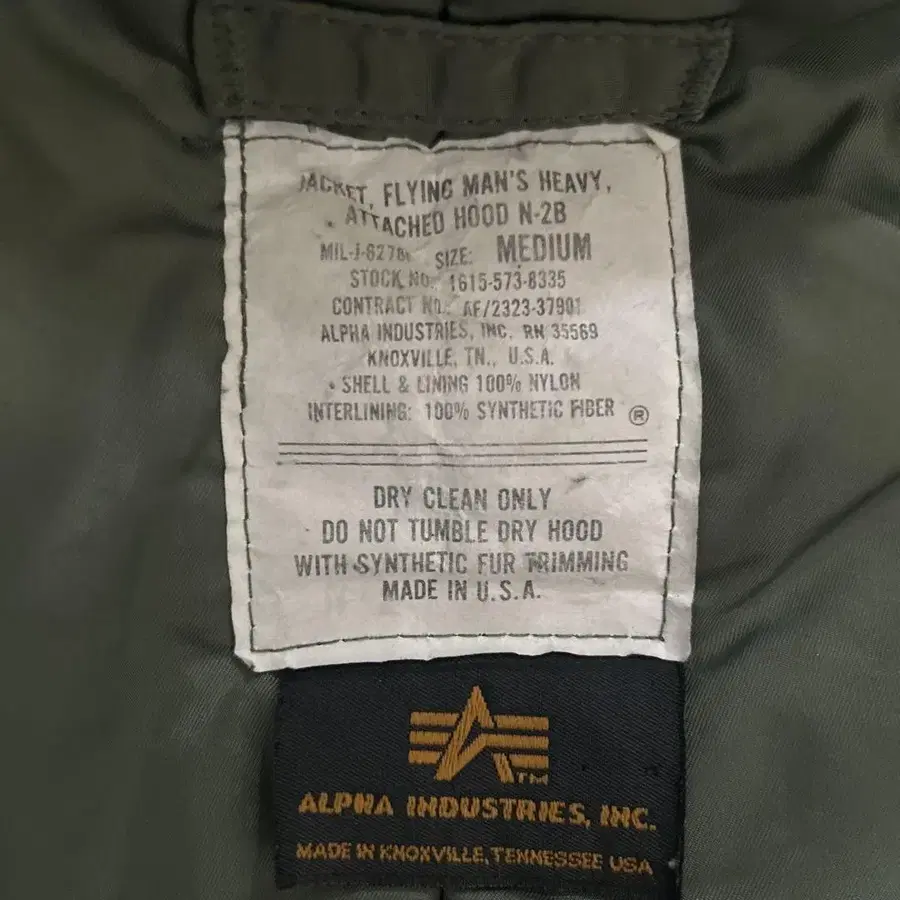 JACKET, FLYING MAN'S HEAVY,
ATTACHED HOOD N-2B
MIL-J-6278 SIZE: MEDIUM
STOCK NO. 1615-573-8335
CONTRACT NO.: AF/2323-37901
ALPHA INDUSTRIES, INC. RN 35569
KNOXVILLE, TN., U.S.A.
• SHELL & LINING 100% NYLON
INTERLINING: 100% SYNTHETIC FIBER ®
DRY CLEAN ONLY
DO NOT TUMBLE DRY HOOD
WITH SYNTHETIC FUR TRIMMING
MADE IN U.S.A.
TM
ALPHA INDUSTRIES, INC.
MADE IN KNOXVILLE, TENNESSEE USA